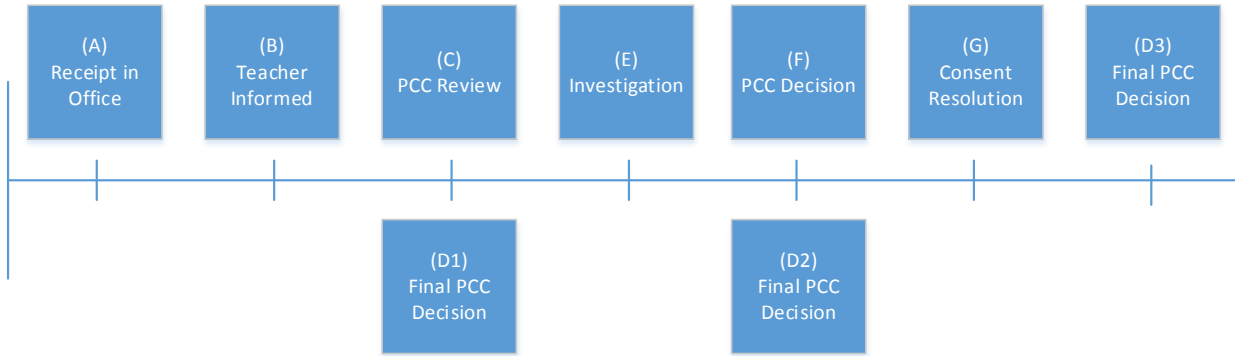 (A)
Receipt in
Office
(B)
Teacher
Informed
(C)
PCC Review
(E)
Investigation
(F)
PCC Decision
(G)
Consent
Resolution
(D3)
Final PCC
Decision
(D1)
Final PCC
Decision
(D2)
Final PCC
Decision